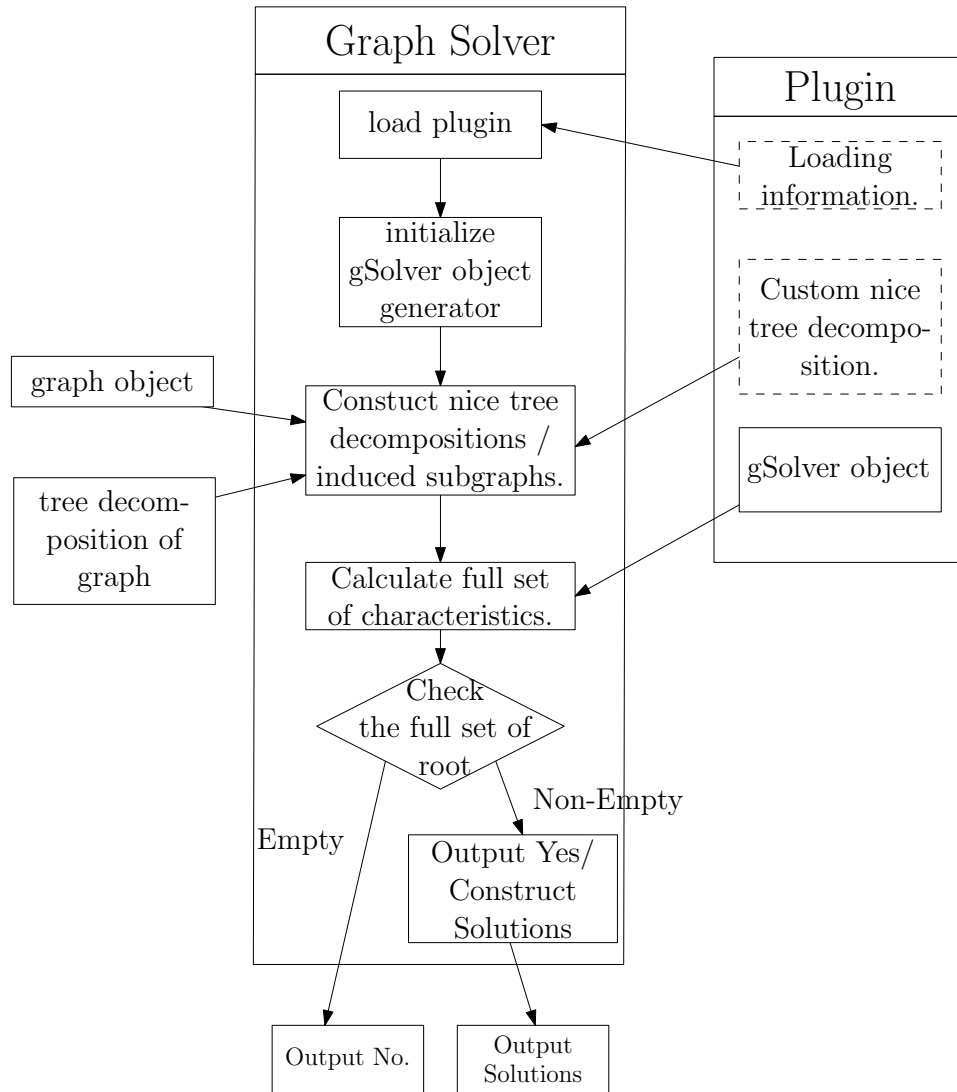 Graph Solver
load plugin
initialize
gSolver object
generator
graph object
tree decom-
position of
graph
Constuct nice tree
decompositions /
induced subgraphs.
Calculate full set
of characteristics.
Check
the full set of
root
Empty
Non-Empty
Output Yes/
Construct
Solutions
Output No.
Output
Solutions
Plugin
Loading
information.
Custom nice
tree decompo-
sition.
gSolver object